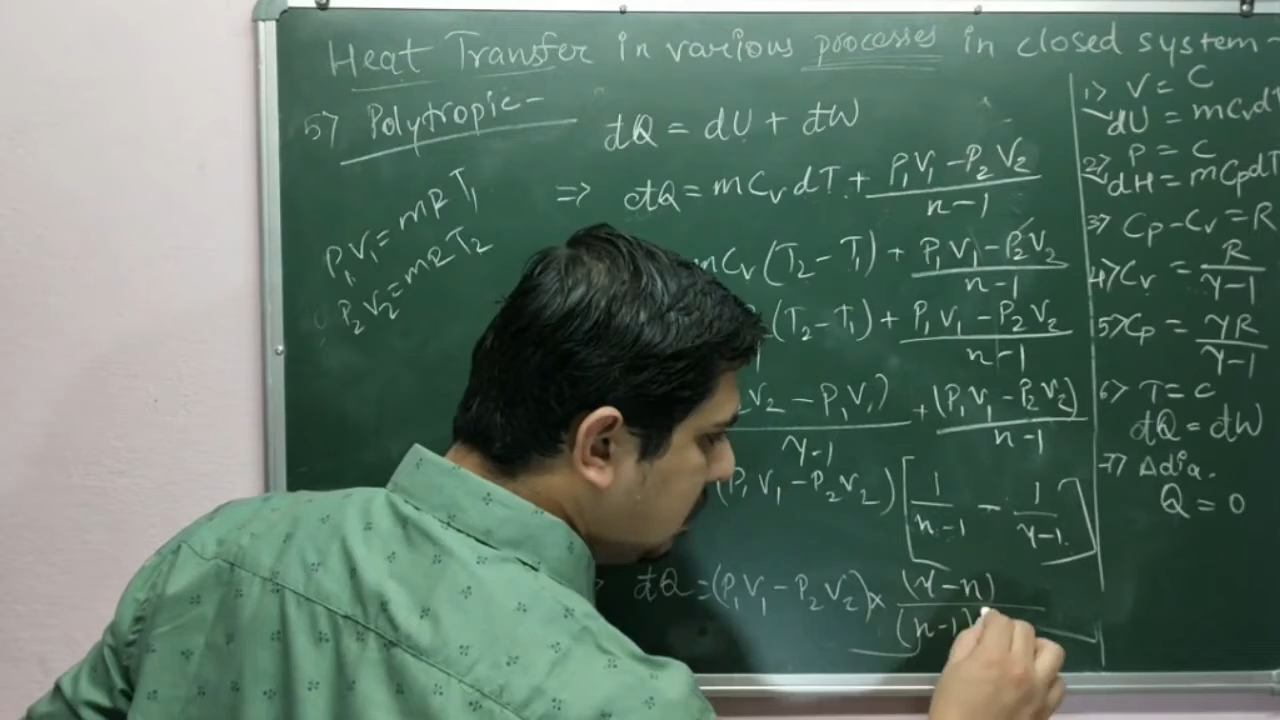 Heat Transfer in various processes in closed system-
5) Polytropic-
dQ = dU + dW
P₁V₁ = mRT₁
P₂V₂ = mRT₂
=> dQ = mCvdT + (P₁V₁ - P₂V₂)/(n-1)
mCv(T₂-T₁) + (P₁V₁ - P₂V₂)/(n-1)
(T₂-T₁) + (P₁V₁ - P₂V₂)/(n-1)
V₂ - P₁V₁)/(γ-1) + (P₁V₁ - P₂V₂)/(n-1)
(P₁V₁ - P₂V₂)[1/(n-1) - 1/(γ-1)]
dQ = (P₁V₁ - P₂V₂) × (γ-n)/(n-1)
1) V = C
dU = mCvdT
2) P = C
dH = mCpdT
3) Cp - Cv = R
4) Cv = R/(γ-1)
5) Cp = γR/(γ-1)
6) T = C
dQ = dW
7) Adia.
Q = 0